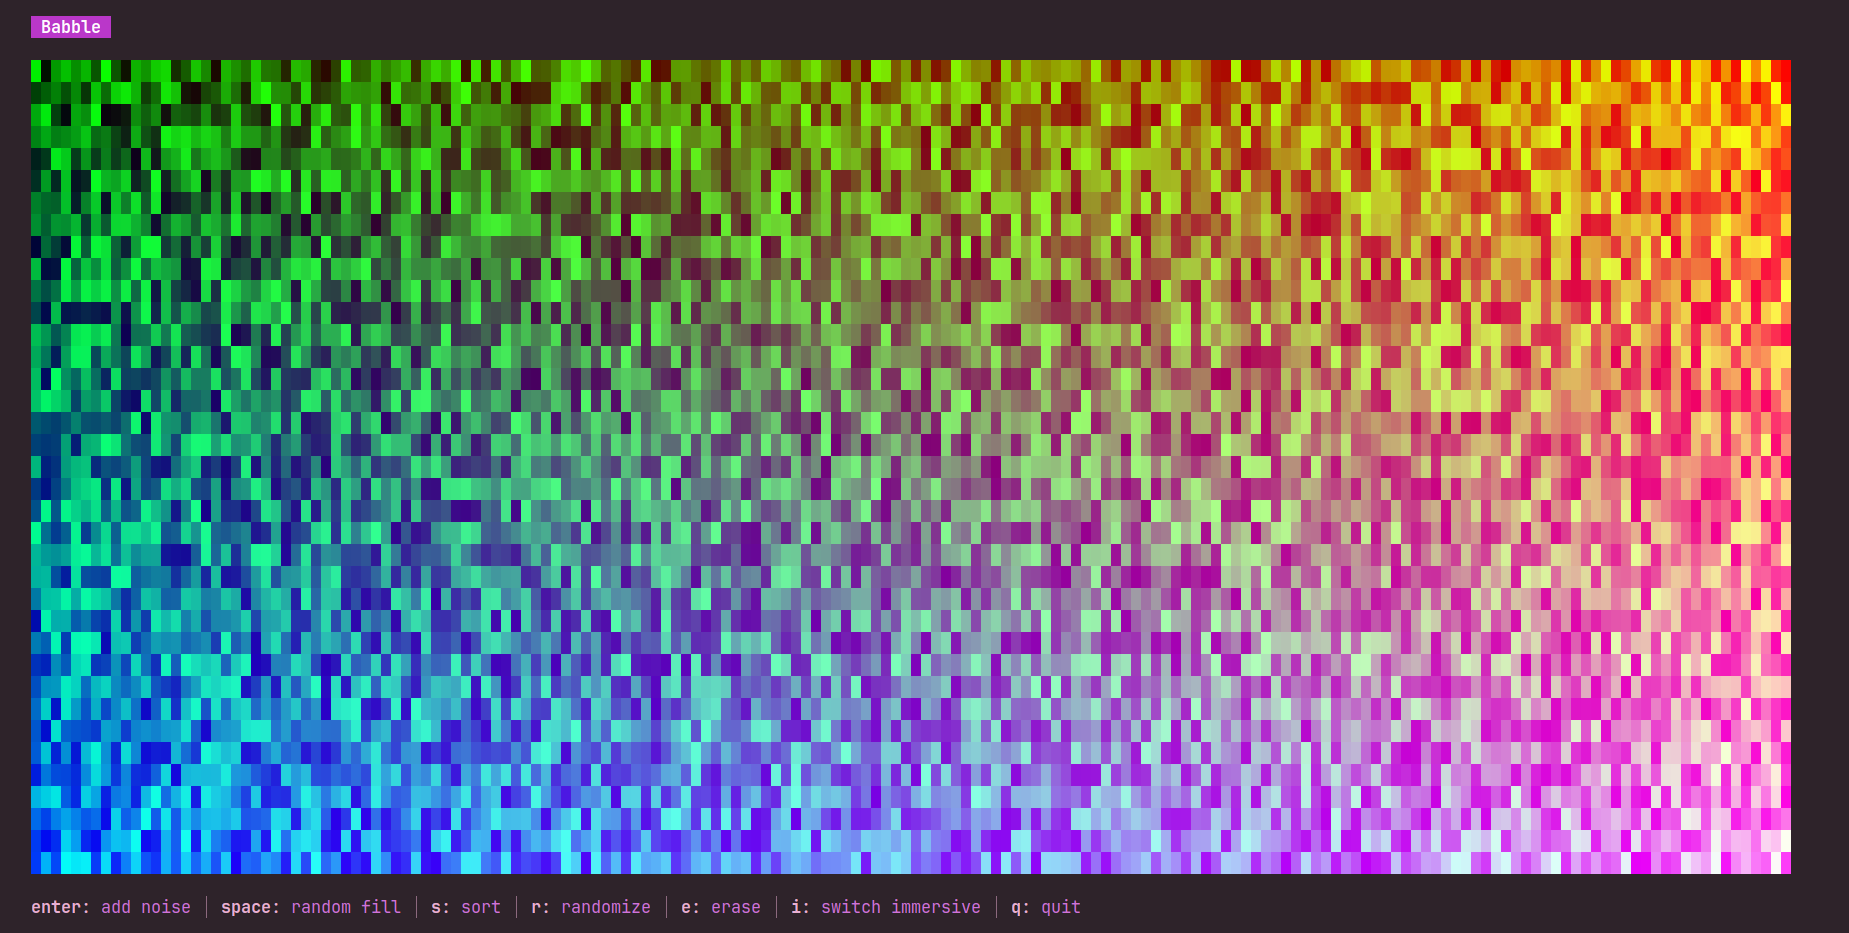 Babble
enter: add noise │ space: random fill │ s: sort │ r: randomize │ e: erase │ i: switch immersive │ q: quit